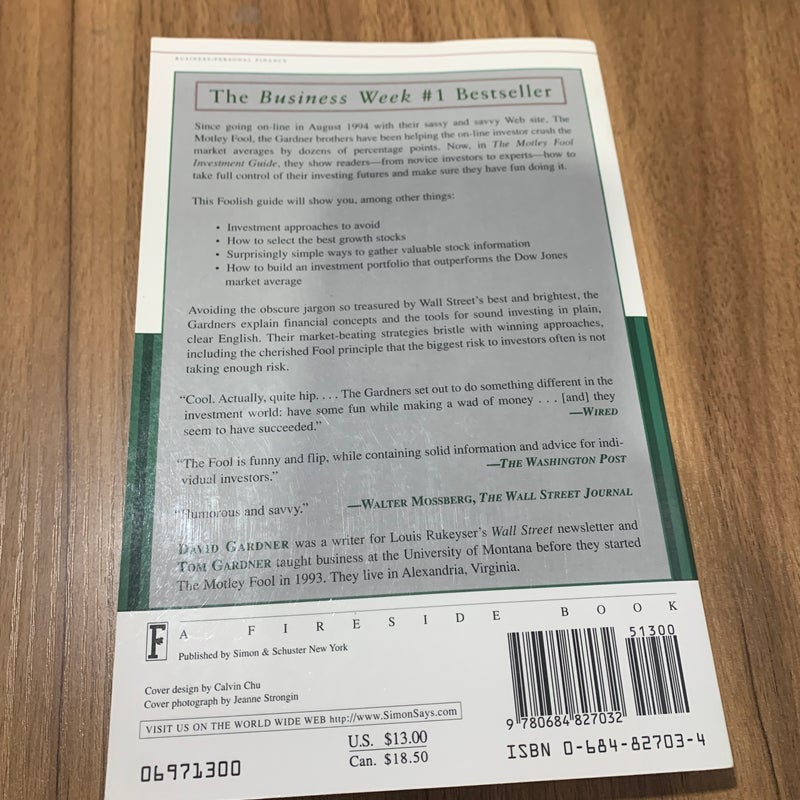 BUSINESS/PERSONAL FINANCE
The Business Week #1 Bestseller
Since going on-line in August 1994 with their sassy and savvy Web site, The
Motley Fool, the Gardner brothers have been helping the on-line investor crush the
market averages by dozens of percentage points. Now, in The Motley Fool
Investment Guide, they show readers—from novice investors to experts—how to
take full control of their investing futures and make sure they have fun doing it.
This Foolish guide will show you, among other things:
• Investment approaches to avoid
• How to select the best growth stocks
• Surprisingly simple ways to gather valuable stock information
• How to build an investment portfolio that outperforms the Dow Jones
market average
Avoiding the obscure jargon so treasured by Wall Street's best and brightest, the
Gardners explain financial concepts and the tools for sound investing in plain,
clear English. Their market-beating strategies bristle with winning approaches,
including the cherished Fool principle that the biggest risk to investors often is not
taking enough risk.
“Cool. Actually, quite hip. . . . The Gardners set out to do something different in the
investment world: have some fun while making a wad of money . . . [and] they
seem to have succeeded.” —WIRED
“The Fool is funny and flip, while containing solid information and advice for indi-
vidual investors.” —THE WASHINGTON POST
“Humorous and savvy.” —WALTER MOSSBERG, THE WALL STREET JOURNAL
DAVID GARDNER was a writer for Louis Rukeyser's Wall Street newsletter and
TOM GARDNER taught business at the University of Montana before they started
The Motley Fool in 1993. They live in Alexandria, Virginia.
F A FIRESIDE BOOK
Published by Simon & Schuster New York
Cover design by Calvin Chu
Cover photograph by Jeanne Strongin
VISIT US ON THE WORLD WIDE WEB http://www.SimonSays.com
U.S. $13.00
Can. $18.50
06971300
51300
9 780684 827032
ISBN 0-684-82703-4